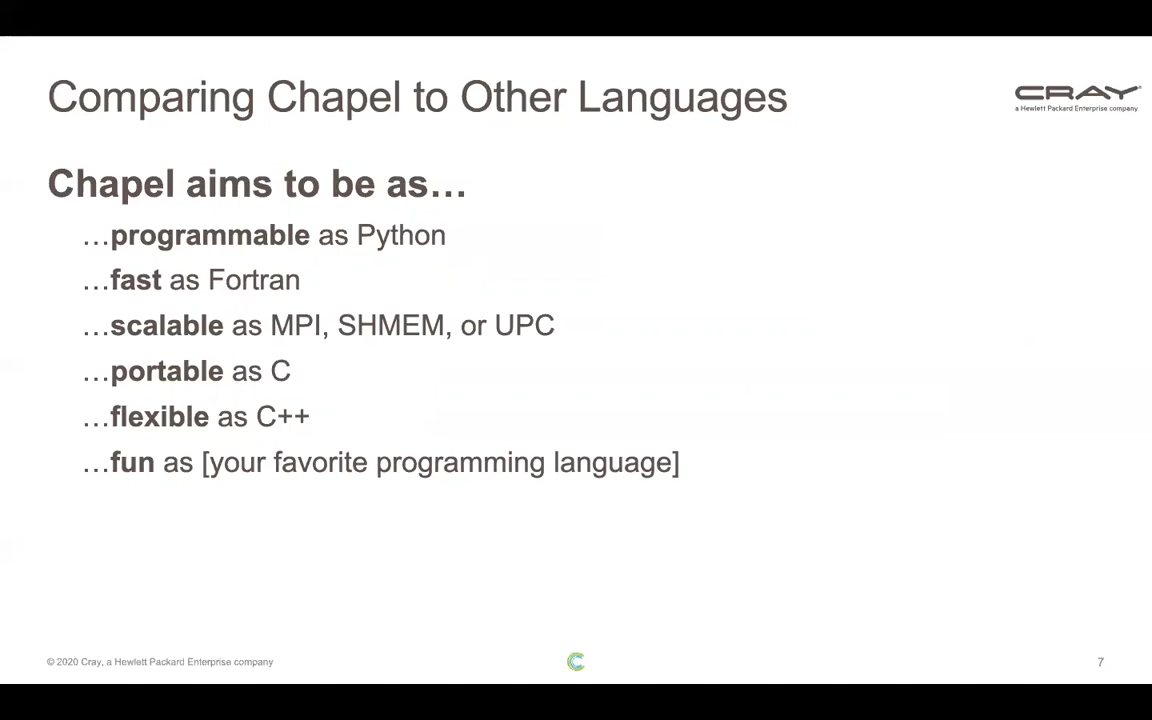 Comparing Chapel to Other Languages
CRAY
a Hewlett Packard Enterprise company
Chapel aims to be as…
…programmable as Python
…fast as Fortran
…scalable as MPI, SHMEM, or UPC
…portable as C
…flexible as C++
…fun as [your favorite programming language]
© 2020 Cray, a Hewlett Packard Enterprise company
7